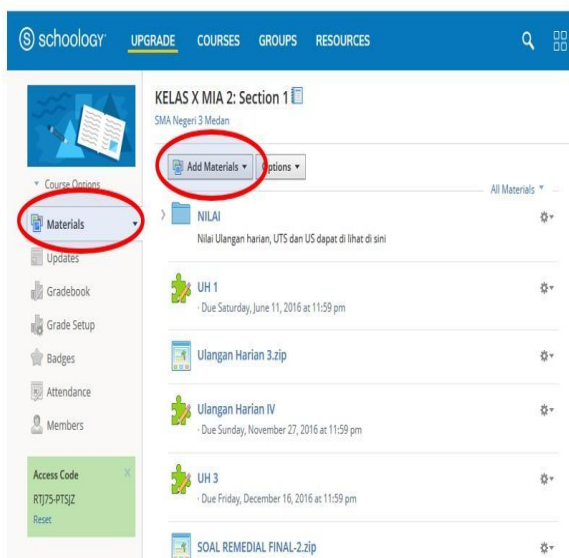 schoology UPGRADE COURSES GROUPS RESOURCES
KELAS X MIA 2: Section 1
SMA Negeri 3 Medan
Add Materials Options
All Materials
Course Options
Materials
Updates
Gradebook
Grade Setup
Badges
Attendance
Members
Access Code
RTJ75-PTSJZ
Reset
NILAI
Nilai Ulangan harian, UTS dan US dapat di lihat di sini
UH 1
· Due Saturday, June 11, 2016 at 11:59 pm
Ulangan Harian 3.zip
Ulangan Harian IV
· Due Sunday, November 27, 2016 at 11:59 pm
UH 3
· Due Friday, December 16, 2016 at 11:59 pm
SOAL REMEDIAL FINAL-2.zip